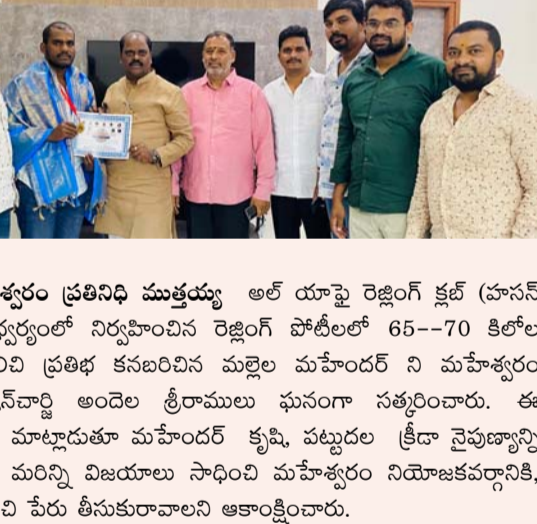 శ్వరం ప్రతినిధి ముత్తయ్య అల్ యాఫై రెజ్లింగ్ క్లబ్ (హసన్
ధ్వర్యంలో నిర్వహించిన రెజ్లింగ్ పోటీలలో 65--70 కిలోల
చి ప్రతిభ కనబరిచిన మల్లెల మహేందర్ ని మహేశ్వరం
న్‌చార్జి అందెల శ్రీరాములు ఘనంగా సత్కరించారు. ఈ
మాట్లాడుతూ మహేందర్ కృషి, పట్టుదల క్రీడా నైపుణ్యాన్ని
మరిన్ని విజయాలు సాధించి మహేశ్వరం నియోజకవర్గానికి,
చి పేరు తీసుకురావాలని ఆకాంక్షించారు.